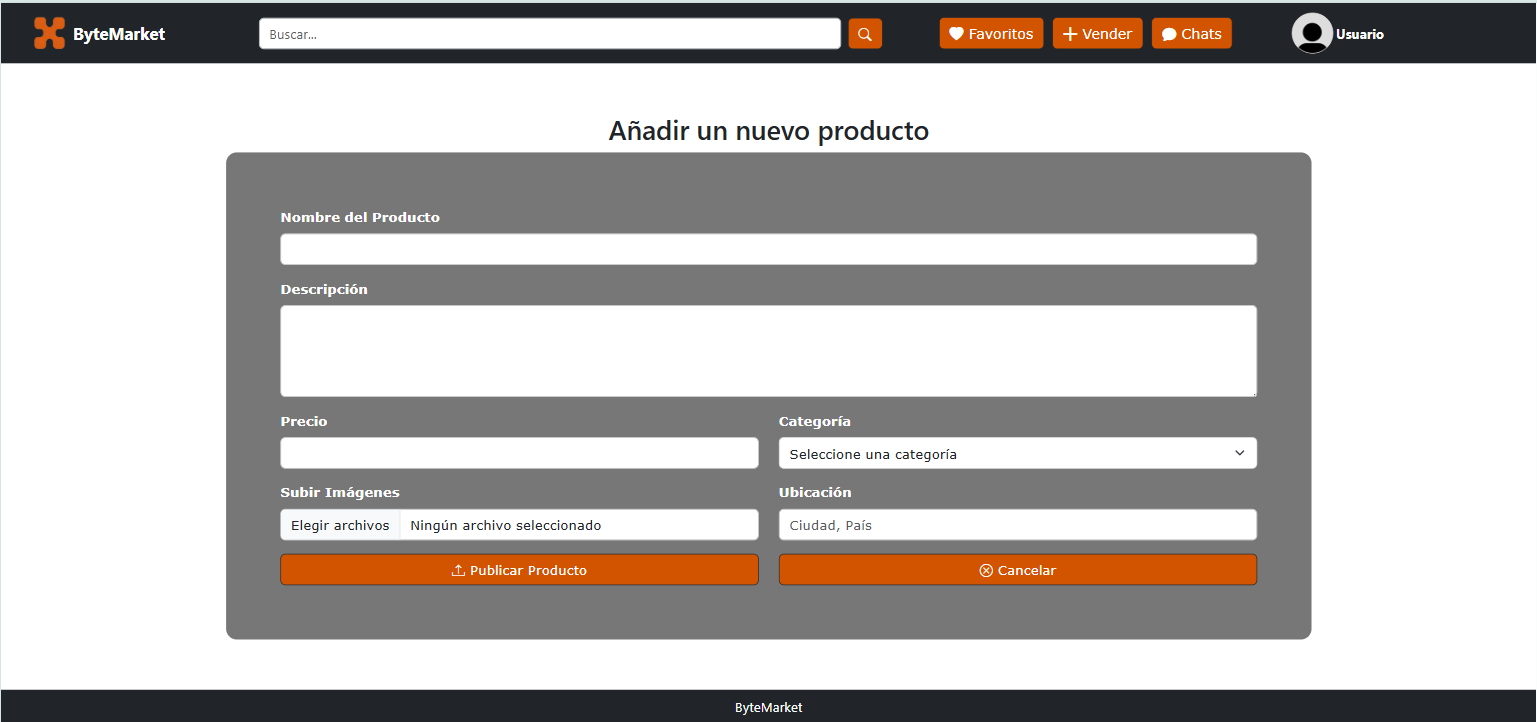 ByteMarket
Buscar...
Favoritos
Vender
Chats
Usuario
Añadir un nuevo producto
Nombre del Producto
Descripción
Precio
Categoría
Seleccione una categoría
Subir Imágenes
Ubicación
Elegir archivos
Ningún archivo seleccionado
Ciudad, País
Publicar Producto
Cancelar
ByteMarket